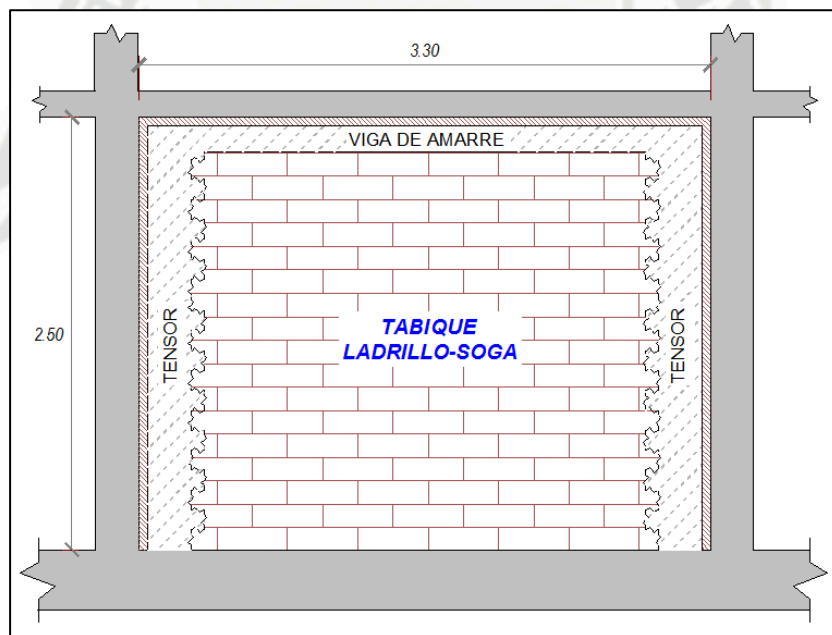 3.30
VIGA DE AMARRE
2.50
TENSOR
TABIQUE
LADRILLO-SOGA
TENSOR